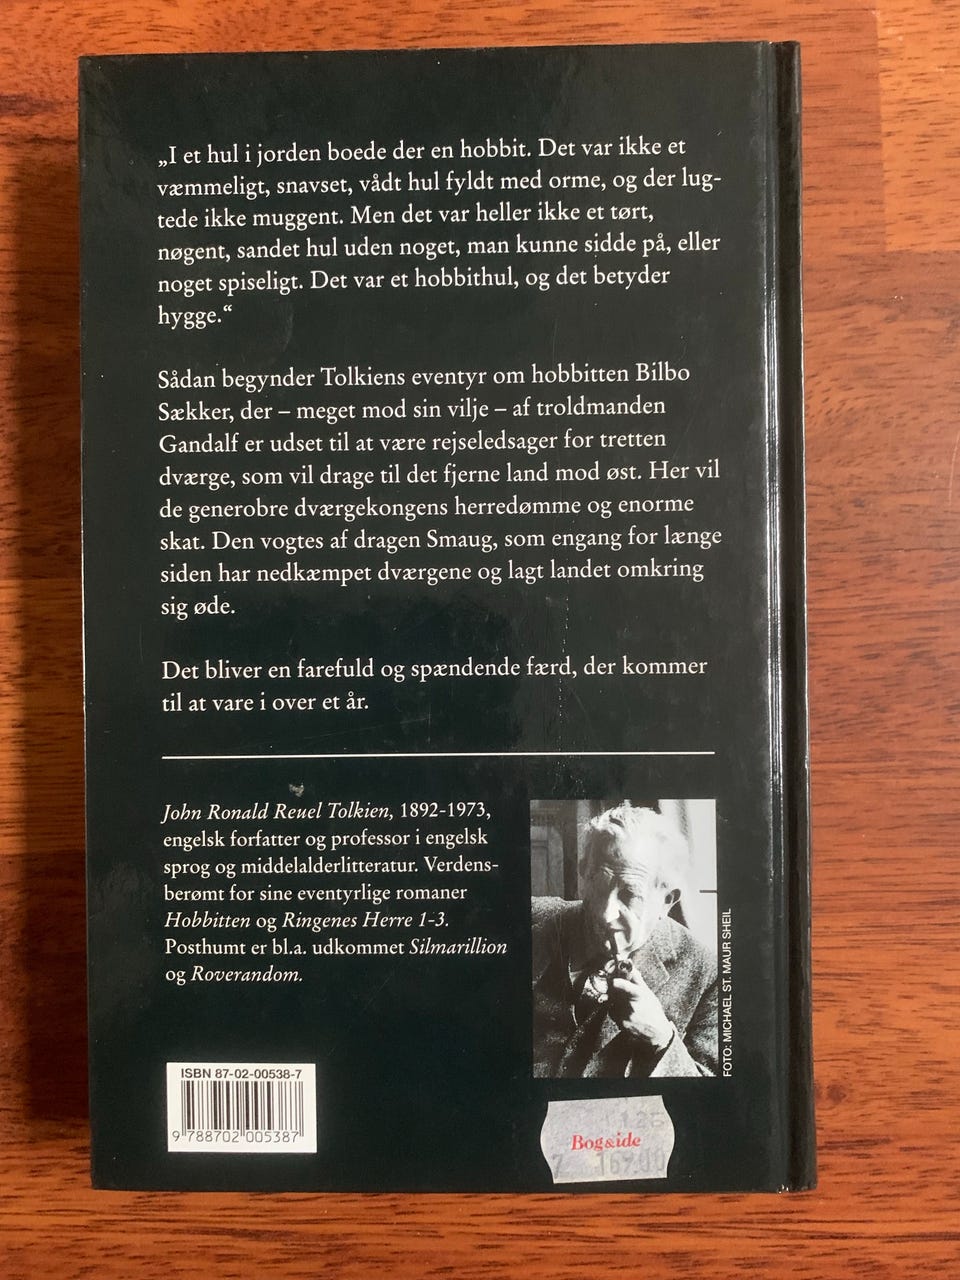 „I et hul i jorden boede der en hobbit. Det var ikke et
væmmeligt, snavset, vådt hul fyldt med orme, og der lug-
tede ikke muggent. Men det var heller ikke et tørt,
nøgent, sandet hul uden noget, man kunne sidde på, eller
noget spiseligt. Det var et hobbithul, og det betyder
hygge.“
Sådan begynder Tolkiens eventyr om hobbitten Bilbo
Sækker, der – meget mod sin vilje – af troldmanden
Gandalf er udset til at være rejseledsager for tretten
dværge, som vil drage til det fjerne land mod øst. Her vil
de generobre dværgekongens herredømme og enorme
skat. Den vogtes af dragen Smaug, som engang for længe
siden har nedkæmpet dværgene og lagt landet omkring
sig øde.
Det bliver en farefuld og spændende færd, der kommer
til at vare i over et år.
John Ronald Reuel Tolkien, 1892-1973,
engelsk forfatter og professor i engelsk
sprog og middelalderlitteratur. Verdens-
berømt for sine eventyrlige romaner
Hobbitten og Ringenes Herre 1-3.
Posthumt er bl.a. udkommet Silmarillion
og Roverandom.
FOTO: MICHAEL ST. MAUR SHEIL
ISBN 87-02-00538-7
9 788702 005387
Bog&ide
169.00